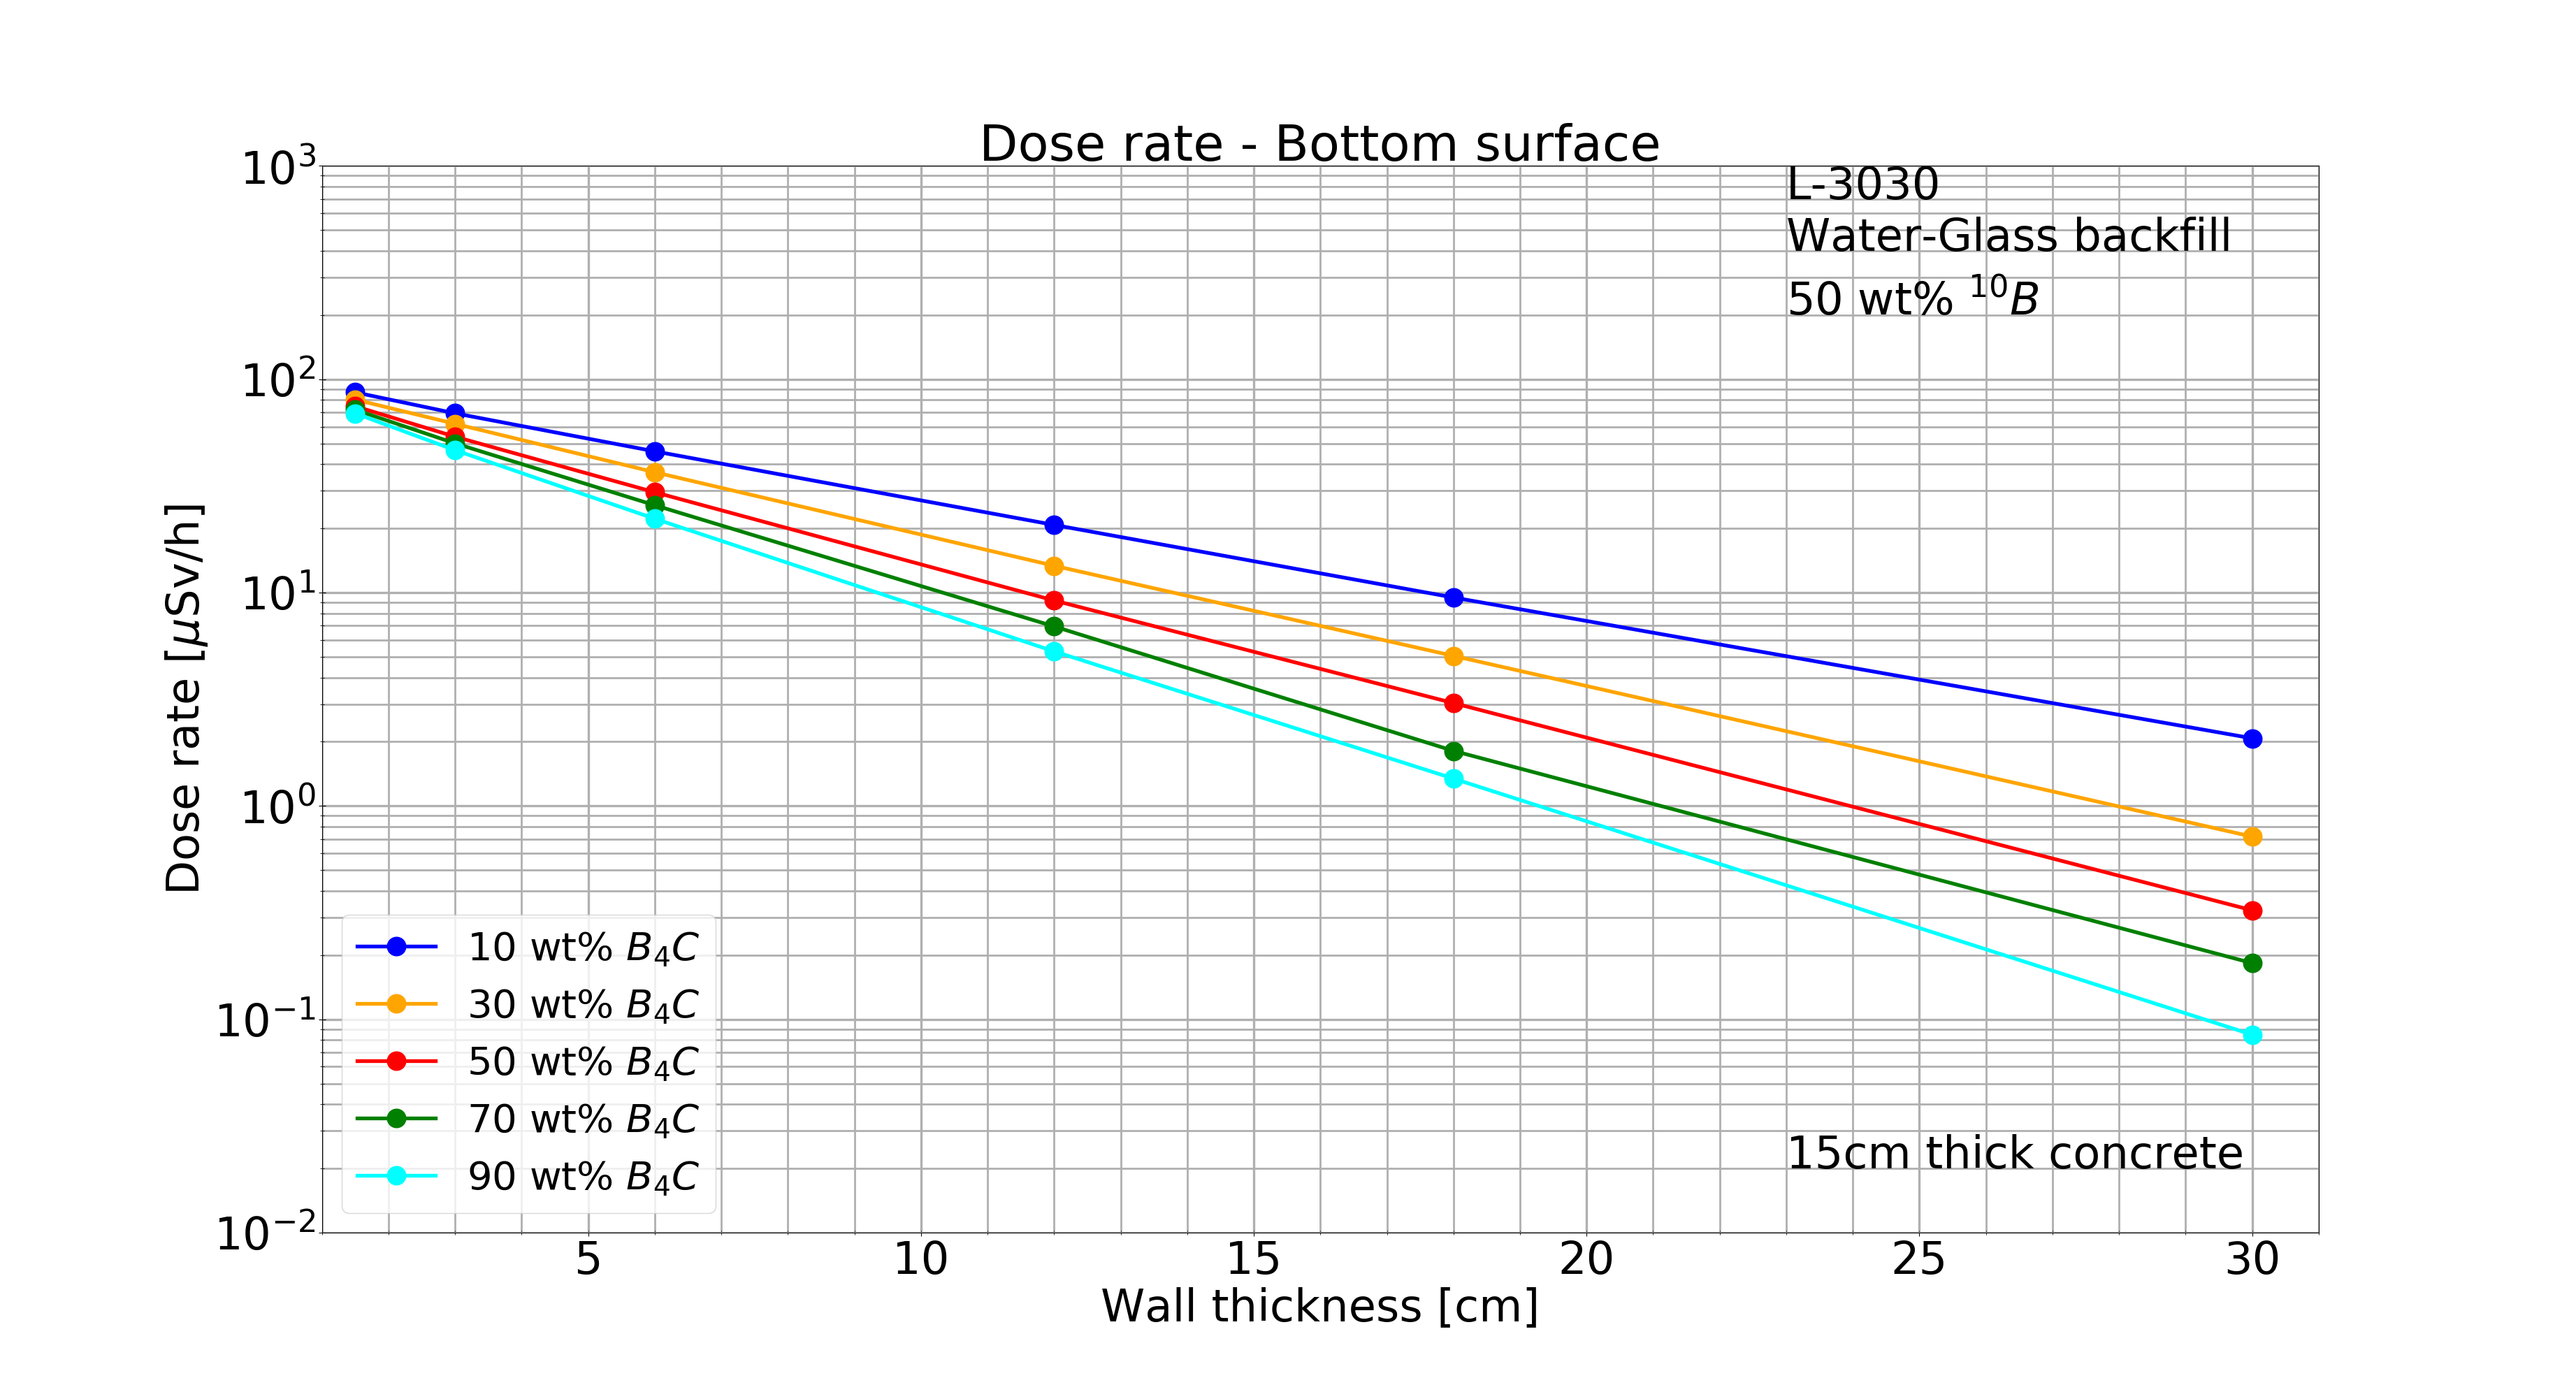 Dose rate - Bottom surface
L-3030
Water-Glass backfill
50 wt% ¹⁰B
10³
10²
10¹
10⁰
10⁻¹
10⁻²
Dose rate [μSv/h]
10 wt% B₄C
30 wt% B₄C
50 wt% B₄C
70 wt% B₄C
90 wt% B₄C
15cm thick concrete
5 10 15 20 25 30
Wall thickness [cm]